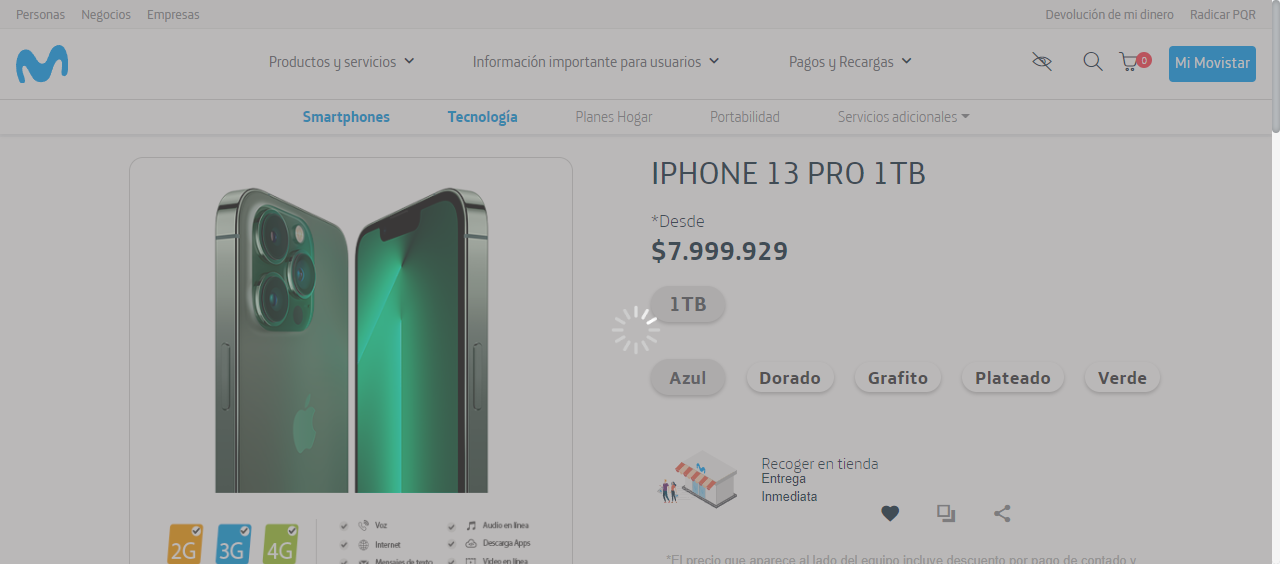 Personas Negocios Empresas Devolución de mi dinero Radicar PQR
Productos y servicios Información importante para usuarios Pagos y Recargas 0 Mi Movistar
Smartphones Tecnología Planes Hogar Portabilidad Servicios adicionales
IPHONE 13 PRO 1TB
*Desde
$7.999.929
1TB
Azul Dorado Grafito Plateado Verde
Recoger en tienda
Entrega
Inmediata
2G 3G 4G
Voz Audio en línea
Internet Descarga Apps
Mensajes de texto Video en línea
*El precio que aparece al lado del equipo incluye descuento por pago de contado y